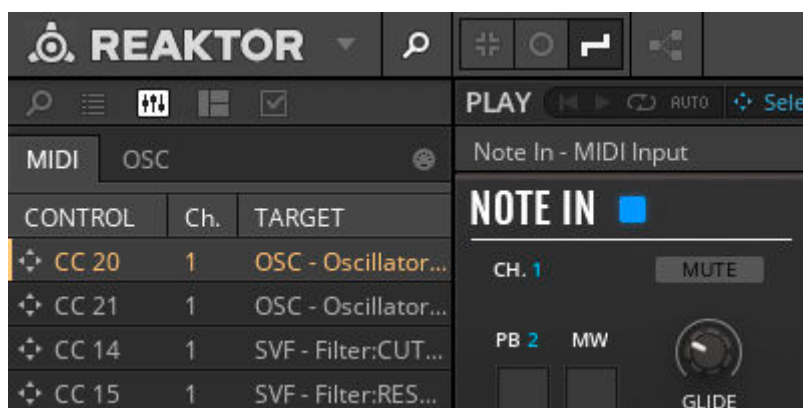 REAKTOR
PLAY AUTO Sele
MIDI OSC
Note In - MIDI Input
CONTROL Ch. TARGET
NOTE IN
CC 20 1 OSC - Oscillator...
CH. 1 MUTE
CC 21 1 OSC - Oscillator...
CC 14 1 SVF - Filter:CUT...
PB 2 MW
CC 15 1 SVF - Filter:RES...
GLIDE